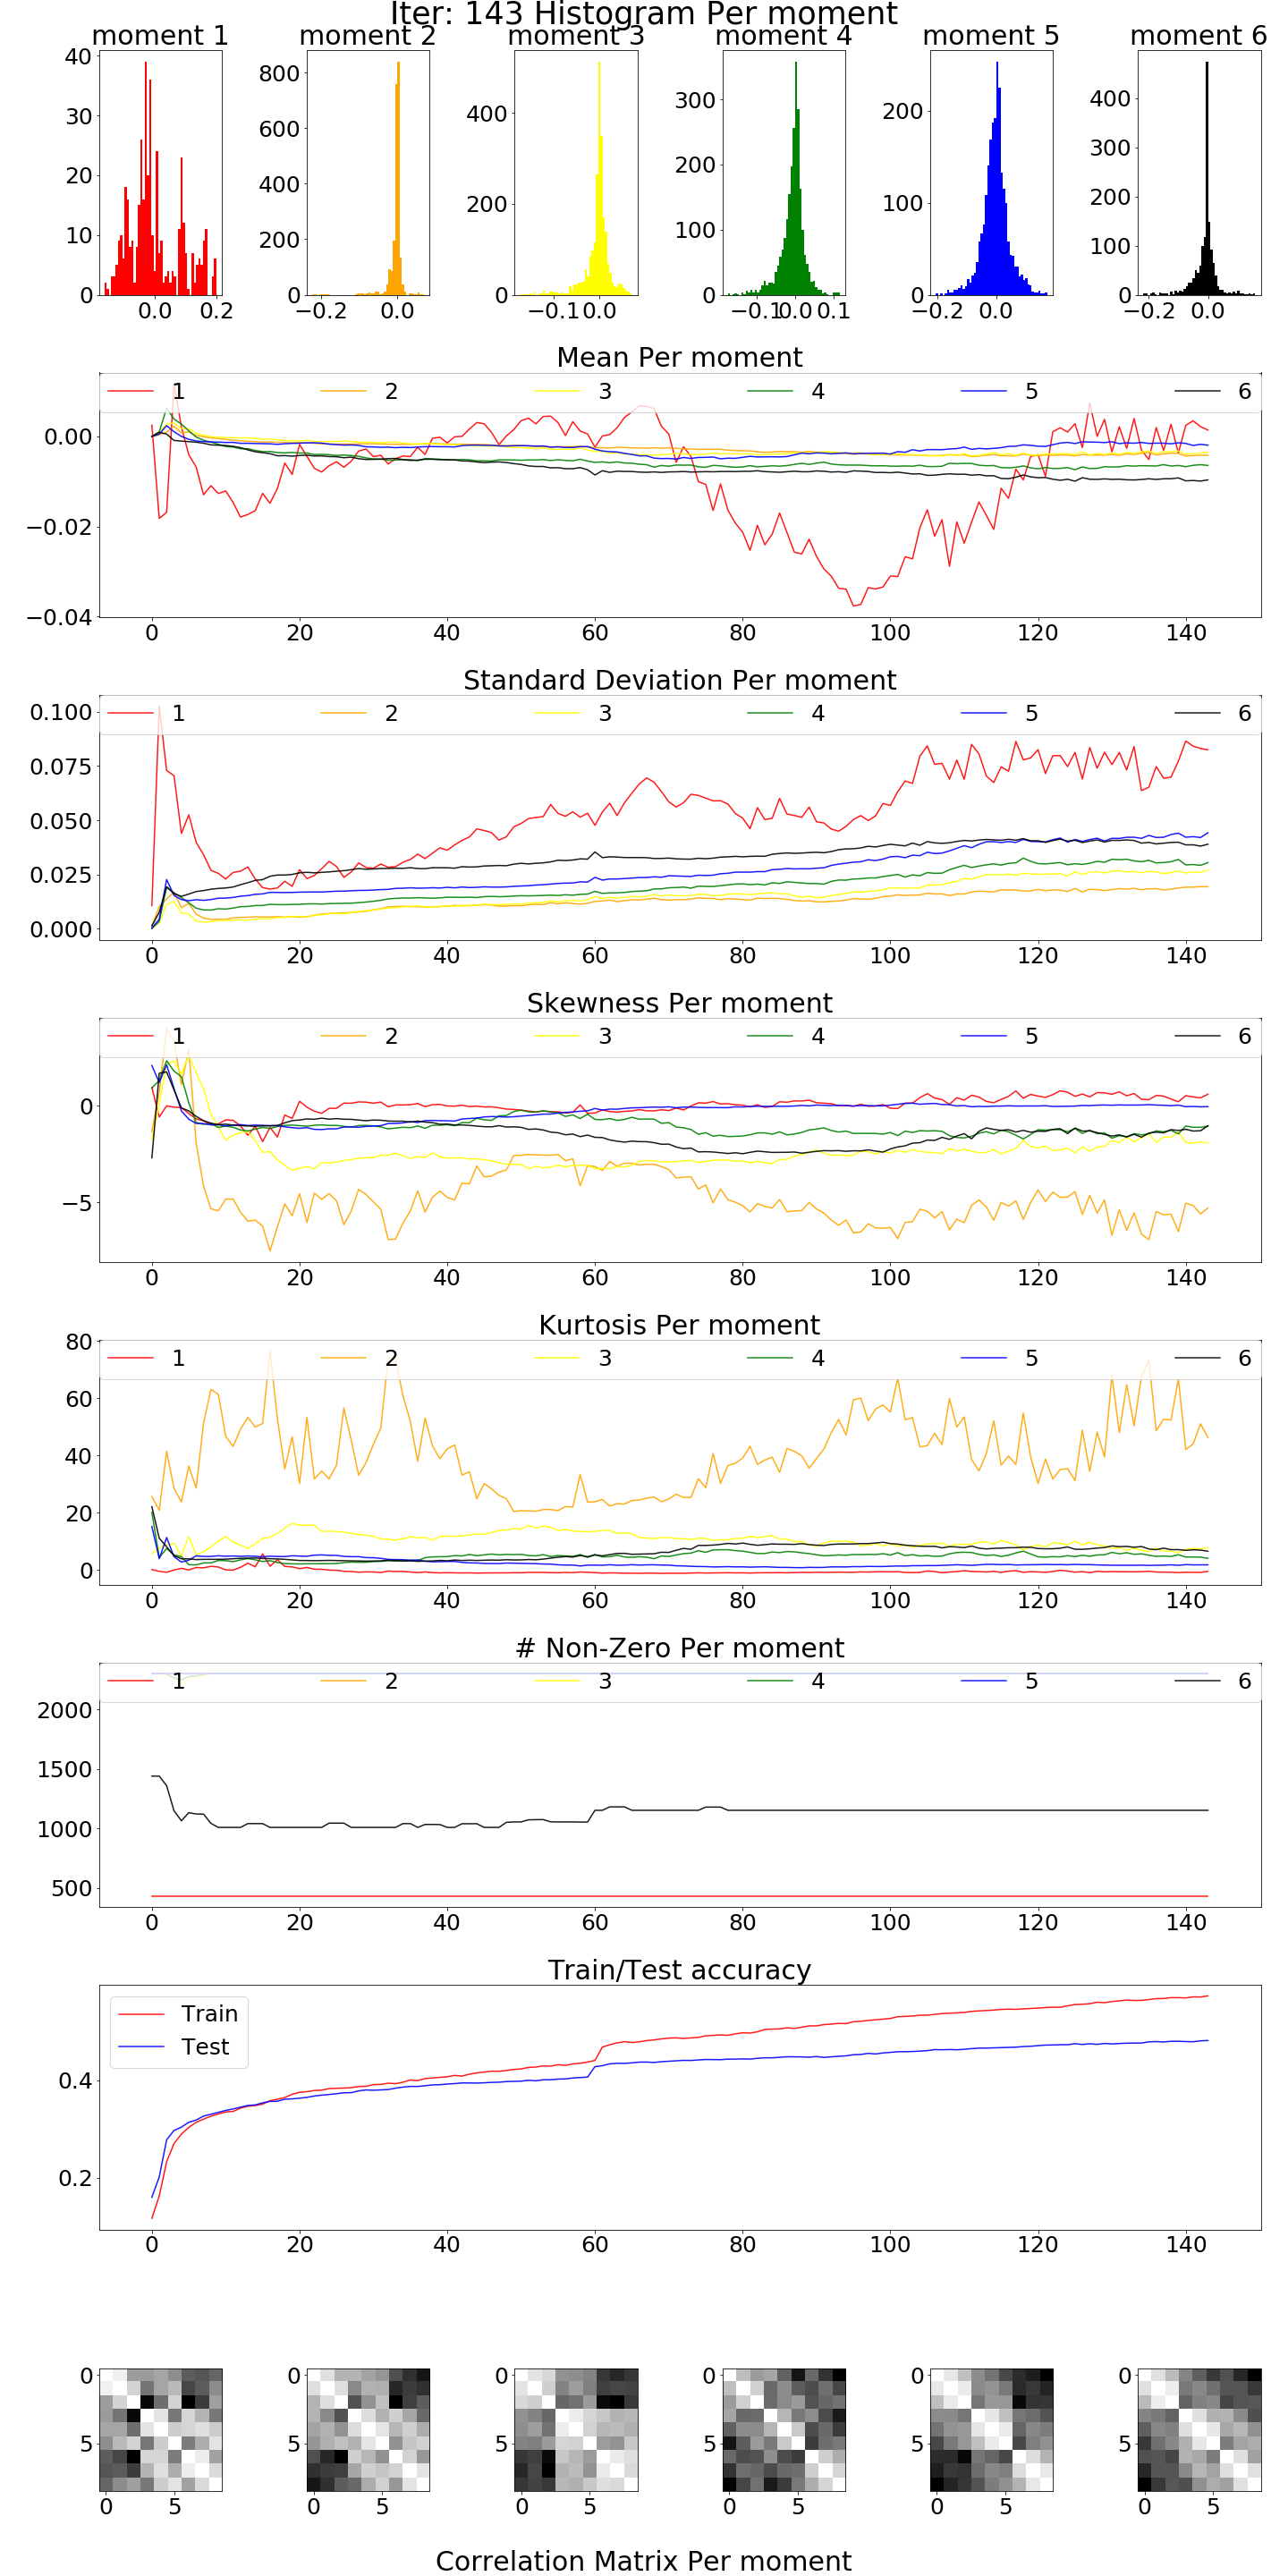 Iter: 143 Histogram Per moment
moment 1 moment 2 moment 3 moment 4 moment 5 moment 6
40 30 20 10 0
0.0 0.2
800 600 400 200 0
−0.2 0.0
400 200 0
−0.1 0.0
300 200 100 0
−0.1 0.0 0.1
200 100 0
−0.2 0.0
400 300 200 100 0
−0.2 0.0
Mean Per moment
1 2 3 4 5 6
0.00
−0.02
−0.04
0 20 40 60 80 100 120 140
Standard Deviation Per moment
1 2 3 4 5 6
0.100
0.075
0.050
0.025
0.000
0 20 40 60 80 100 120 140
Skewness Per moment
1 2 3 4 5 6
0
−5
0 20 40 60 80 100 120 140
Kurtosis Per moment
1 2 3 4 5 6
80
60
40
20
0
0 20 40 60 80 100 120 140
# Non-Zero Per moment
1 2 3 4 5 6
2000
1500
1000
500
0 20 40 60 80 100 120 140
Train/Test accuracy
Train
Test
0.4
0.2
0 20 40 60 80 100 120 140
0 0 0 0 0 0
5 5 5 5 5 5
0 5 0 5 0 5 0 5 0 5 0 5
Correlation Matrix Per moment